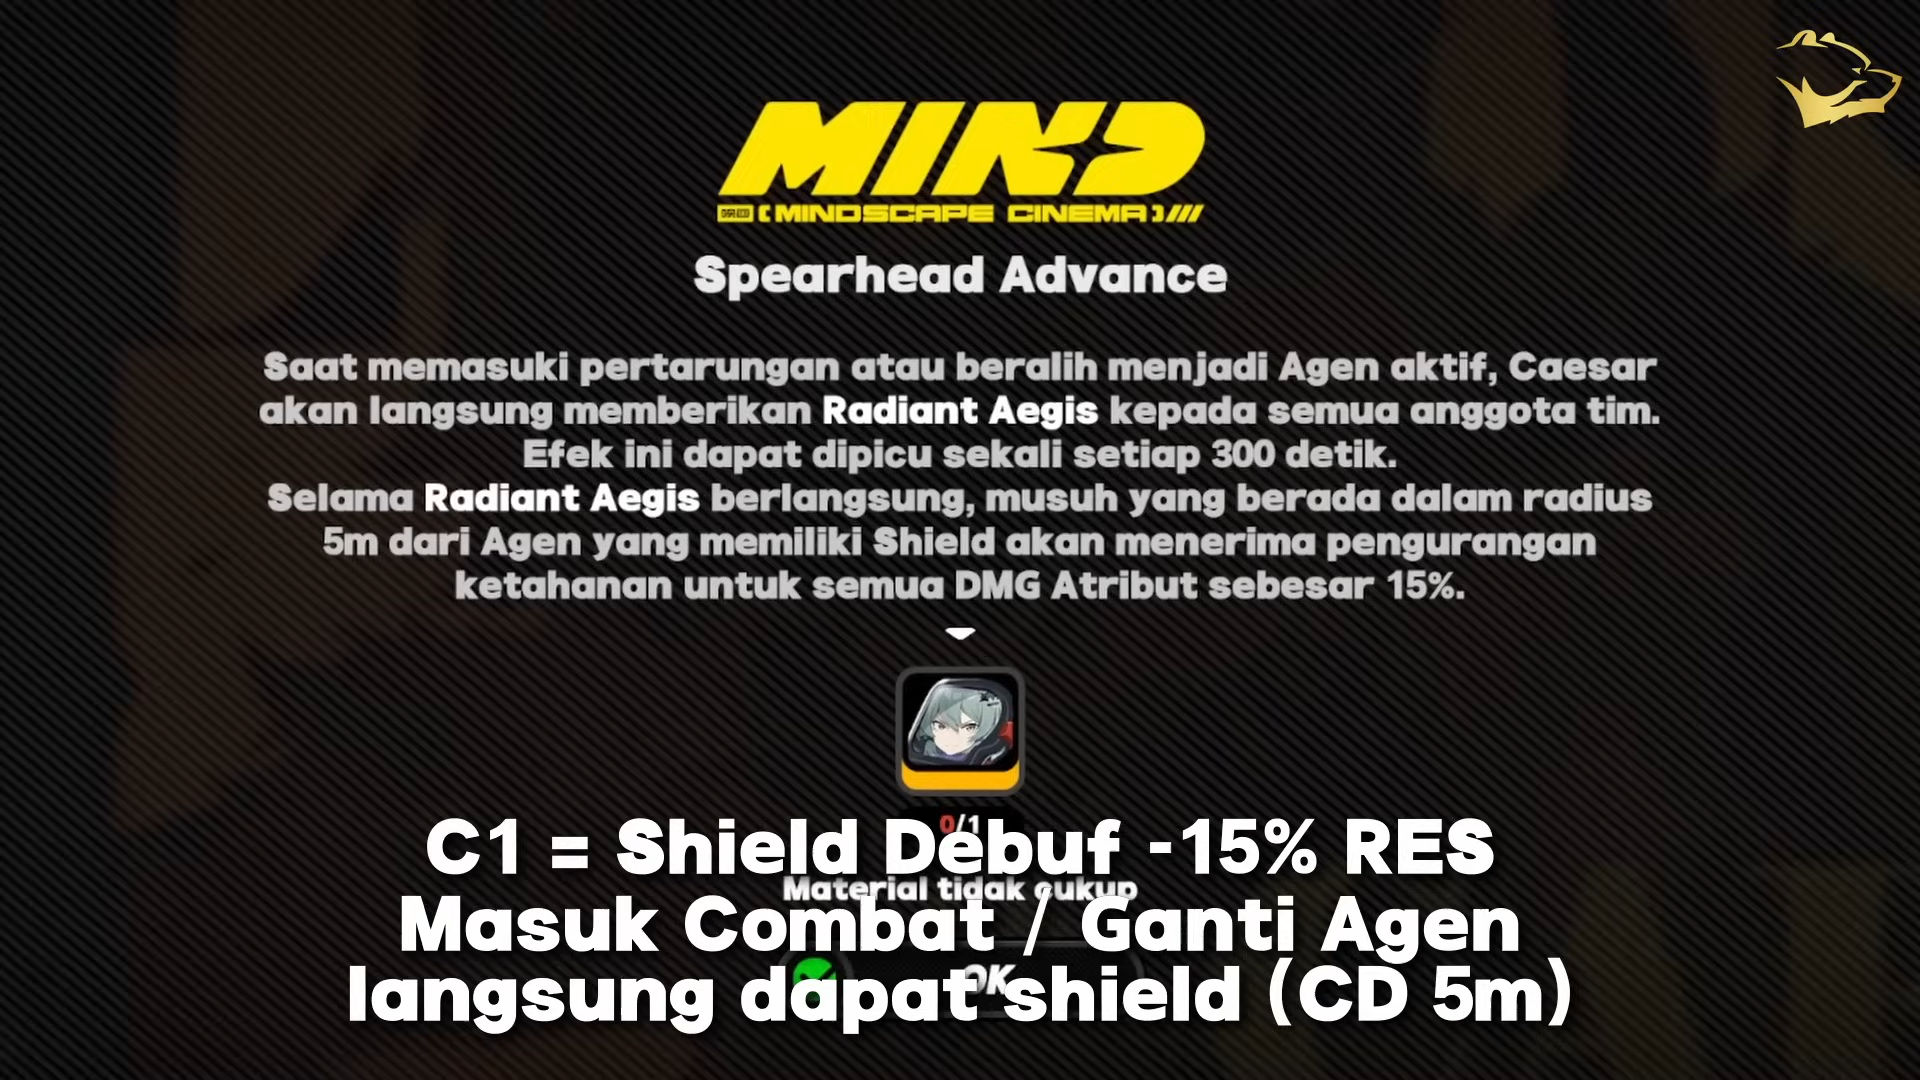 MIND
[MINDSCAPE CINEMA]///
Spearhead Advance
Saat memasuki pertarungan atau beralih menjadi Agen aktif, Caesar
akan langsung memberikan Radiant Aegis kepada semua anggota tim.
Efek ini dapat dipicu sekali setiap 300 detik.
Selama Radiant Aegis berlangsung, musuh yang berada dalam radius
5m dari Agen yang memiliki Shield akan menerima pengurangan
ketahanan untuk semua DMG Atribut sebesar 15%.
0/1
C1 = Shield Debuf -15% RES
Material tidak cukup
Masuk Combat / Ganti Agen
OK
langsung dapat shield (CD 5m)